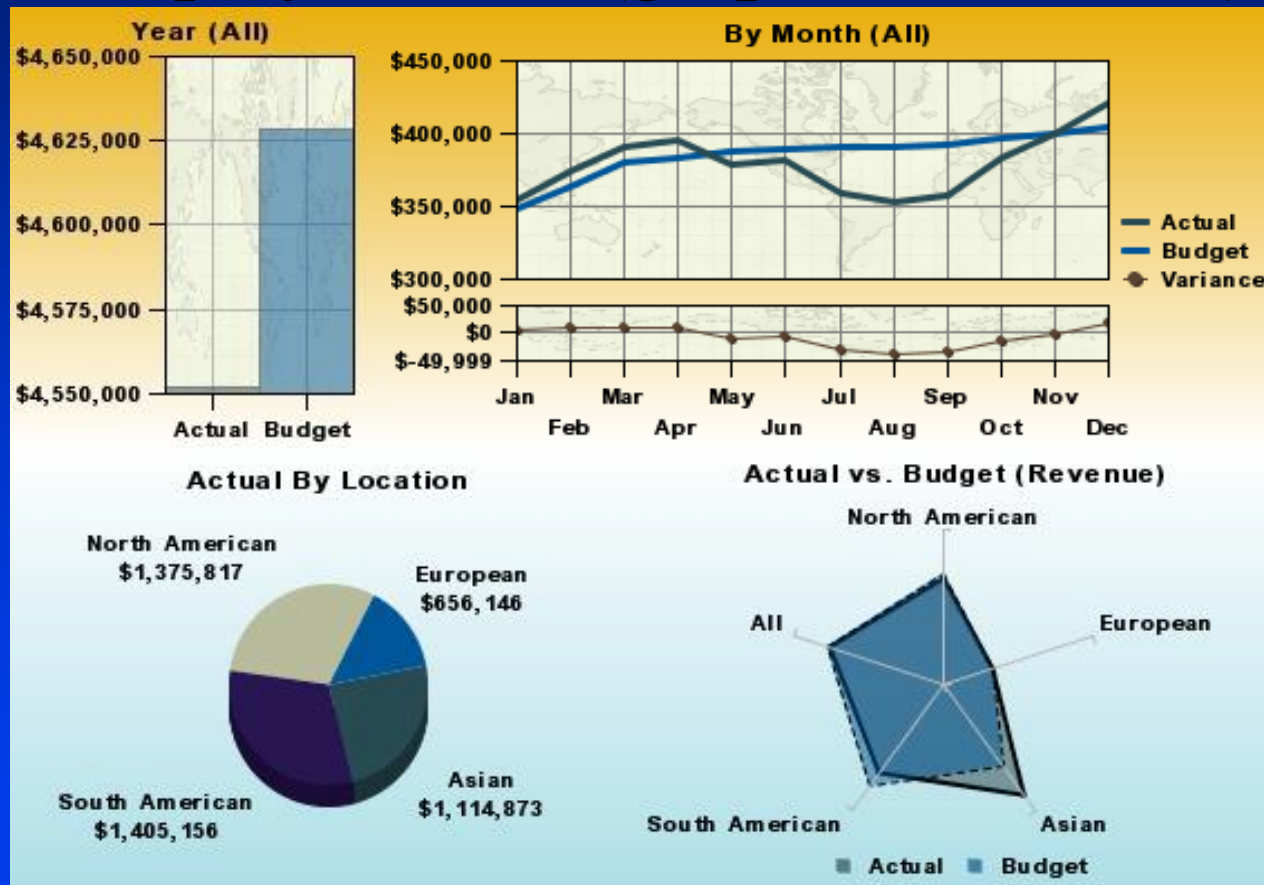 Year (All)
$4,650,000
$4,625,000
$4,600,000
$4,575,000
$4,550,000
Actual Budget
By Month (All)
$450,000
$400,000
$350,000
$300,000
Actual
Budget
Variance
$50,000
$0
$-49,999
Jan
Feb
Mar
Apr
May
Jun
Jul
Aug
Sep
Oct
Nov
Dec
Actual By Location
North American
$1,375,817
European
$656,146
South American
$1,405,156
Asian
$1,114,873
Actual vs. Budget (Revenue)
North American
All
European
South American
Asian
Actual
Budget